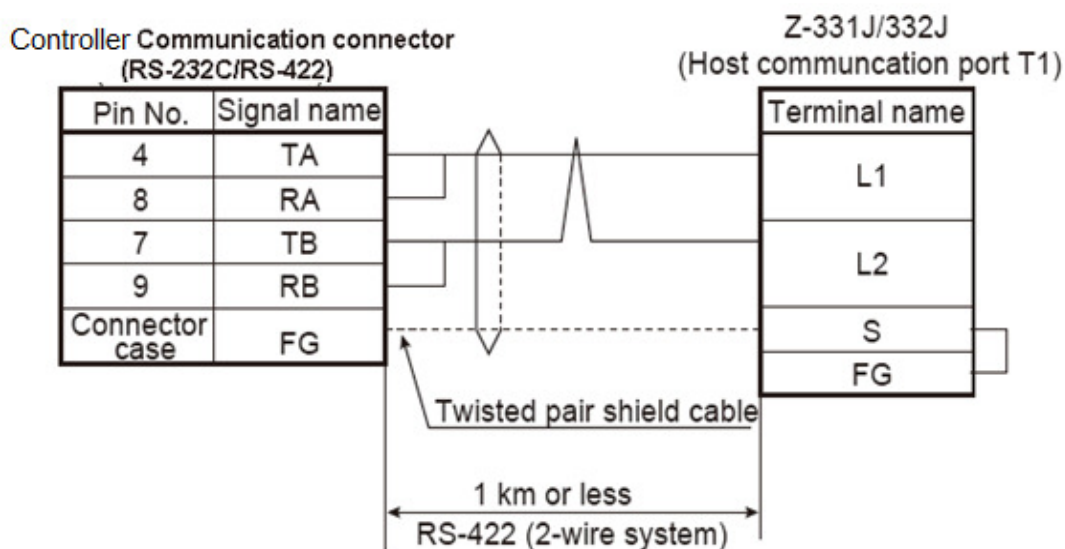 Controller Communication connector
(RS-232C/RS-422)
Pin No. Signal name
4 TA
8 RA
7 TB
9 RB
Connector
case FG
Z-331J/332J
(Host communcation port T1)
Terminal name
L1
L2
S
FG
Twisted pair shield cable
1 km or less
RS-422 (2-wire system)